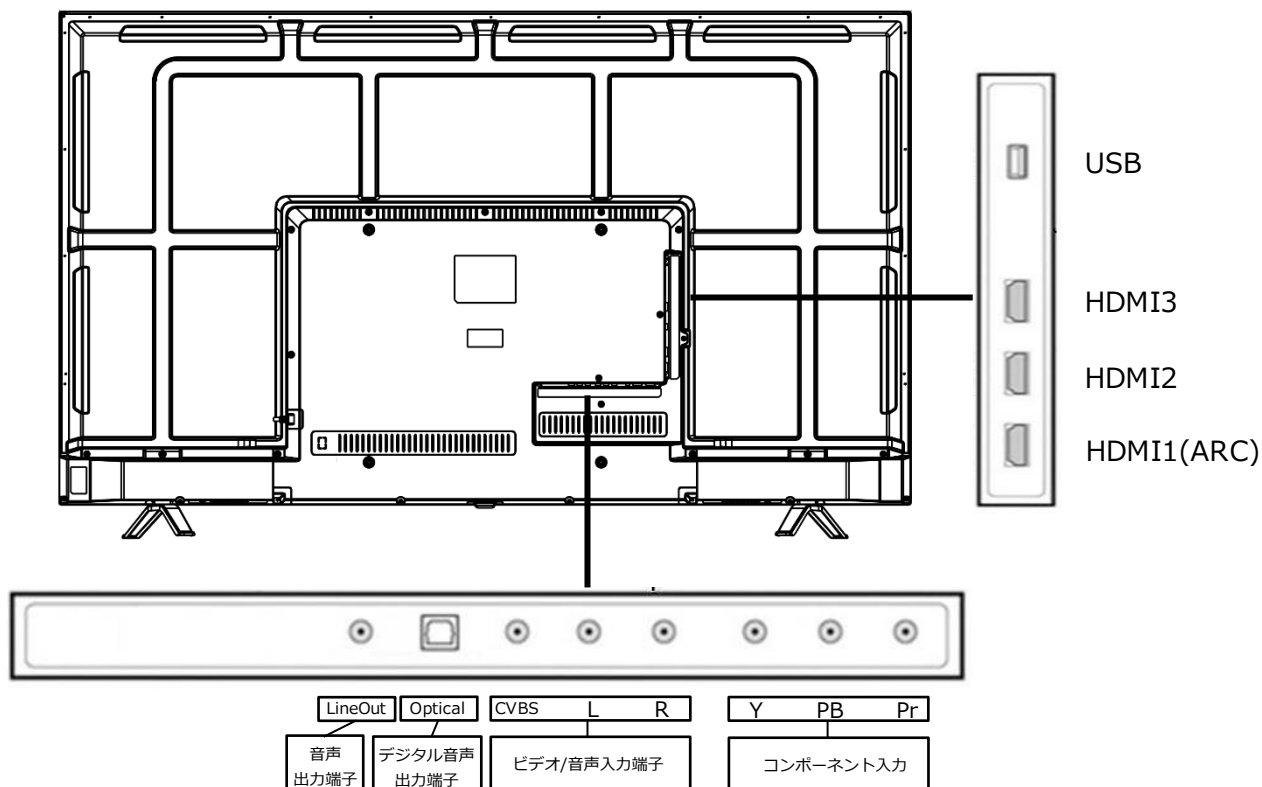 USB
HDMI3
HDMI2
HDMI1(ARC)
LineOut
Optical
CVBS L R
Y PB Pr
音声
出力端子
デジタル音声
出力端子
ビデオ/音声入力端子
コンポーネント入力